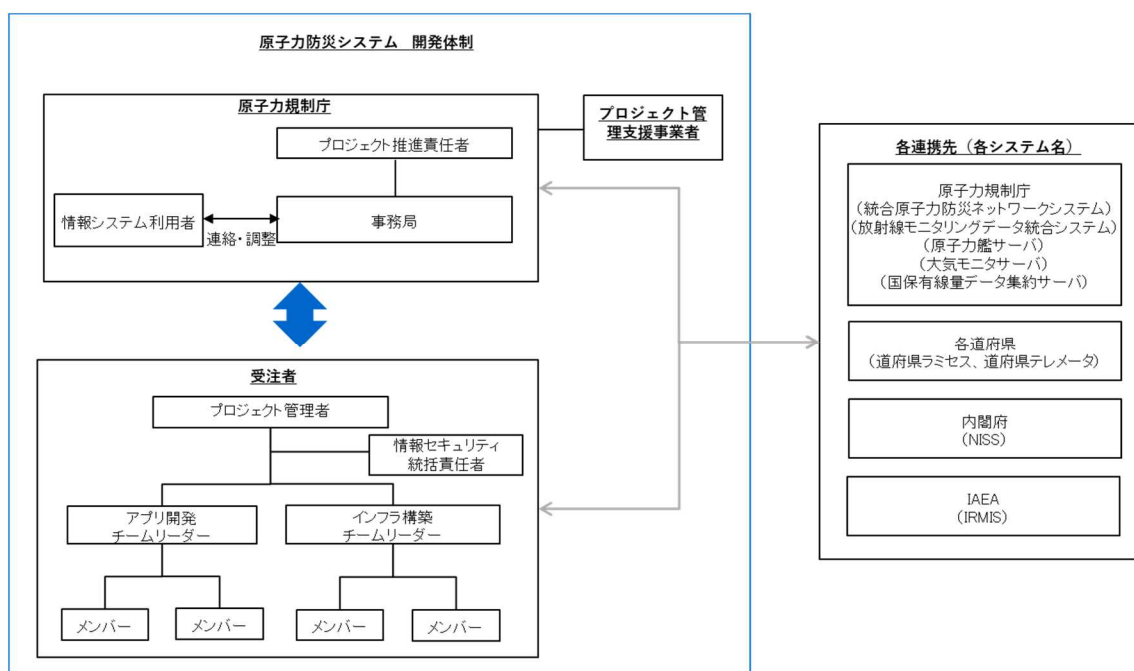 原子力防災システム　開発体制
原子力規制庁
プロジェクト推進責任者
情報システム利用者
連絡・調整
事務局
プロジェクト管
理支援事業者
受注者
プロジェクト管理者
情報セキュリティ
統括責任者
アプリ開発
チームリーダー
インフラ構築
チームリーダー
メンバー
メンバー
メンバー
メンバー
各連携先（各システム名）
原子力規制庁
(統合原子力防災ネットワークシステム)
(放射線モニタリングデータ統合システム)
(原子力艦サーバ)
(大気モニタサーバ)
(国保有線量データ集約サーバ)
各道府県
(道府県ラミセス、道府県テレメータ)
内閣府
(NISS)
IAEA
(IRMIS)